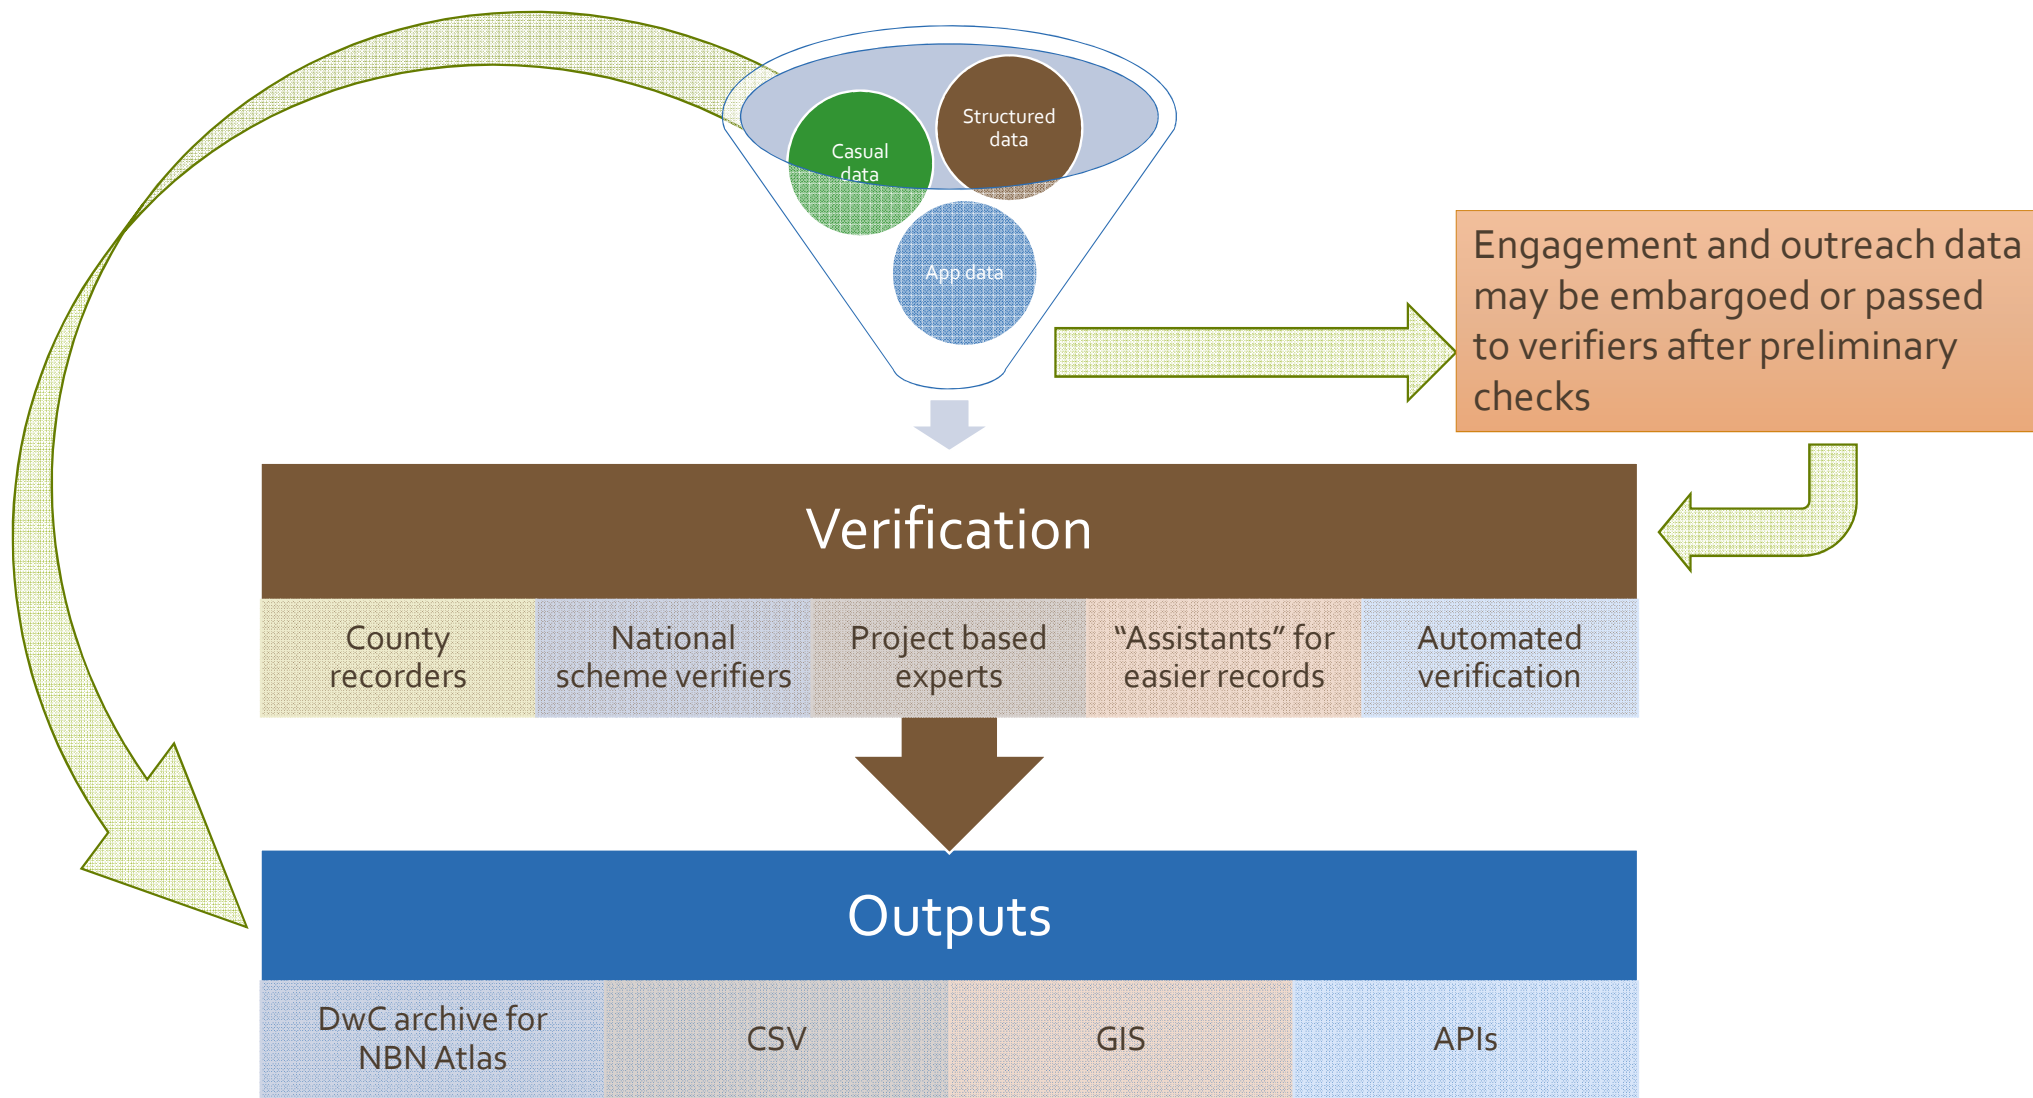 Structured
data
Casual
data
App data
Engagement and outreach data
may be embargoed or passed
to verifiers after preliminary
checks
Verification
County
recorders
National
scheme verifiers
Project based
experts
“Assistants” for
easier records
Automated
verification
Outputs
DwC archive for
NBN Atlas
CSV
GIS
APIs